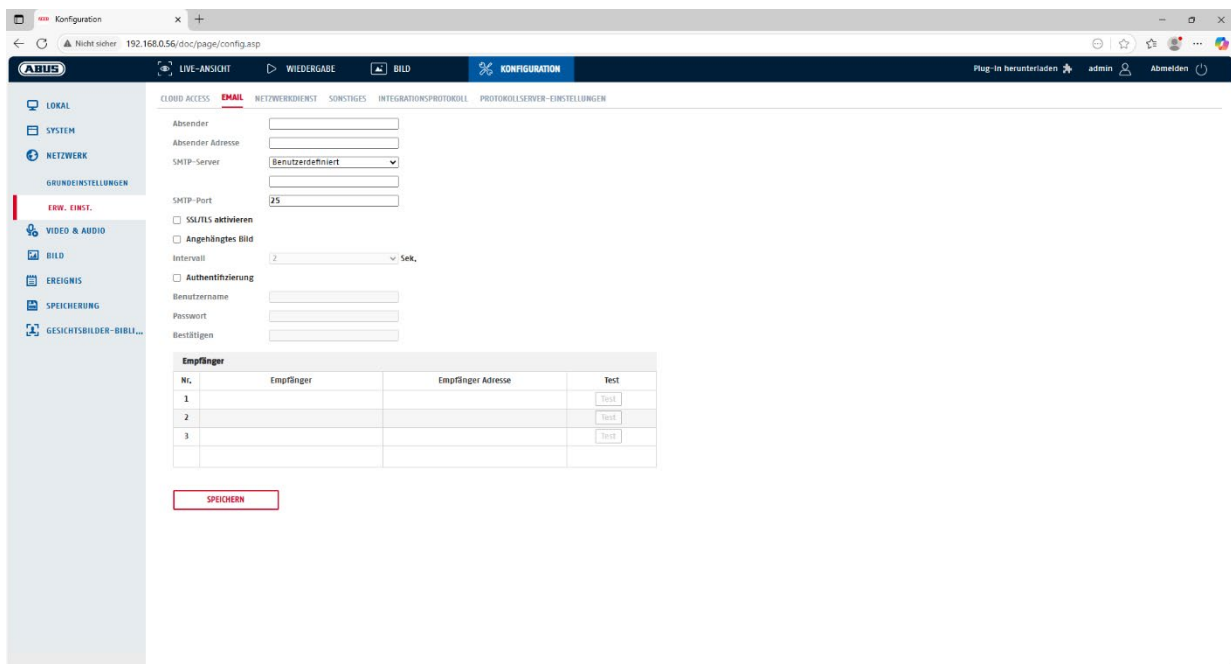 Konfiguration
Nicht sicher 192.168.0.56/doc/page/config.asp
ABUS LIVE-ANSICHT WIEDERGABE BILD KONFIGURATION Plug-In herunterladen admin Abmelden
CLOUD ACCESS EMAIL NETZWERKDIENST SONSTIGES INTEGRATIONSPROTOKOLL PROTOKOLLSERVER-EINSTELLUNGEN
LOKAL
SYSTEM
NETZWERK
GRUNDEINSTELLUNGEN
ERW. EINST.
VIDEO & AUDIO
BILD
EREIGNIS
SPEICHERUNG
GESICHTSBILDER-BIBLI...
Absender
Absender Adresse
SMTP-Server Benutzerdefiniert
SMTP-Port 25
SSL/TLS aktivieren
Angehängtes Bild
Intervall 2 Sek.
Authentifizierung
Benutzername
Passwort
Bestätigen
Empfänger
Nr. Empfänger Empfänger Adresse Test
1 Test
2 Test
3 Test
SPEICHERN